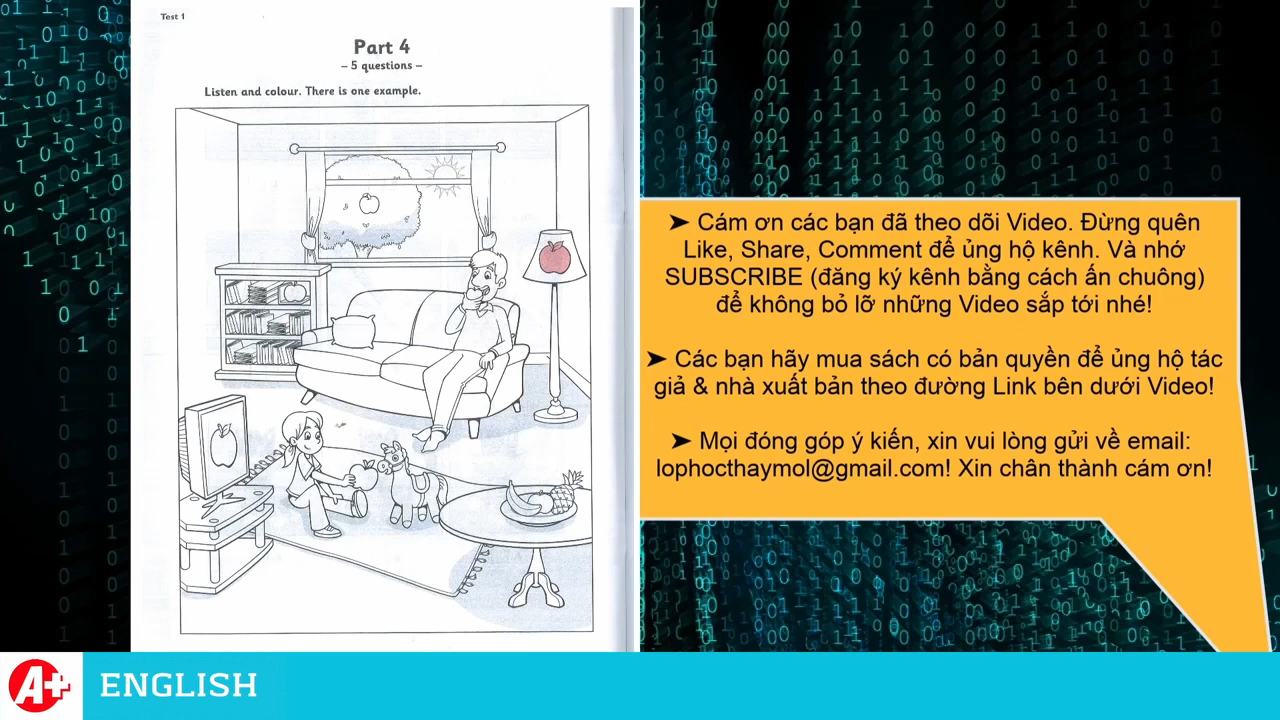 Test 1
Part 4
– 5 questions –
Listen and colour. There is one example.
➤ Cám ơn các bạn đã theo dõi Video. Đừng quên
Like, Share, Comment để ủng hộ kênh. Và nhớ
SUBSCRIBE (đăng ký kênh bằng cách ấn chuông)
để không bỏ lỡ những Video sắp tới nhé!
➤ Các bạn hãy mua sách có bản quyền để ủng hộ tác
giả & nhà xuất bản theo đường Link bên dưới Video!
➤ Mọi đóng góp ý kiến, xin vui lòng gửi về email:
lophocthaymol@gmail.com! Xin chân thành cám ơn!
A+
ENGLISH